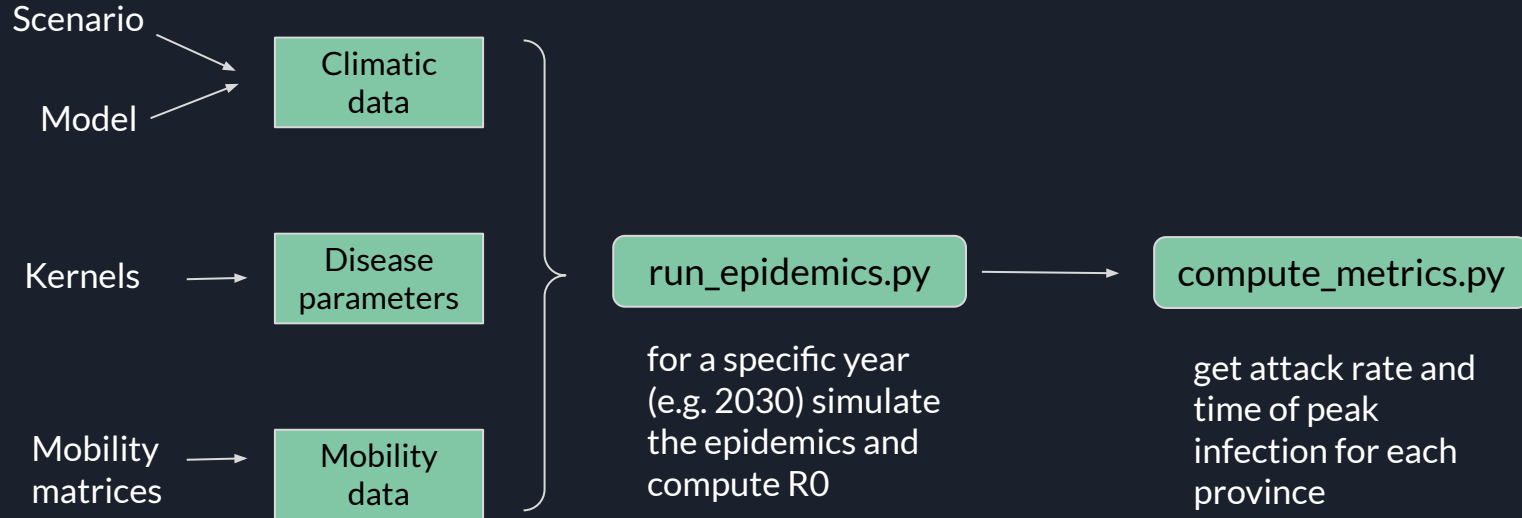 Scenario
Model
Climatic
data
Kernels
Disease
parameters
Mobility
matrices
Mobility
data
run_epidemics.py
for a specific year
(e.g. 2030) simulate
the epidemics and
compute R0
compute_metrics.py
get attack rate and
time of peak
infection for each
province